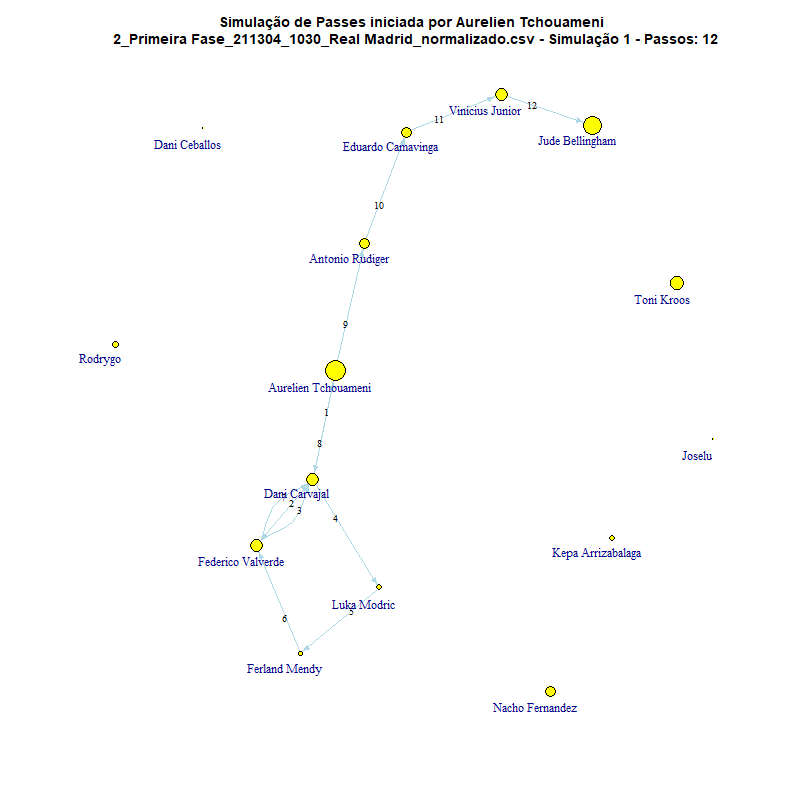 Simulação de Passes iniciada por Aurelien Tchouameni
2_Primeira Fase_211304_1030_Real Madrid_normalizado.csv - Simulação 1 - Passos: 12
12
Vinicius Junior
11
Jude Bellingham
Dani Ceballos
Eduardo Camavinga
10
Antonio Rudiger
Toni Kroos
9
Rodrygo
Aurelien Tchouameni
1
8
Joselu
Dani Carvajal
2
3
4
Kepa Arrizabalaga
Federico Valverde
Luka Modric
5
6
Ferland Mendy
Nacho Fernandez